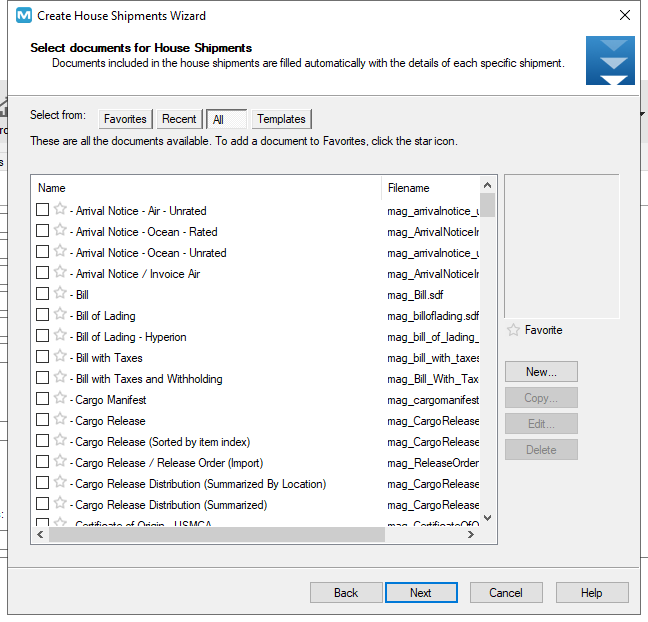 Create House Shipments Wizard
Select documents for House Shipments
Documents included in the house shipments are filled automatically with the details of each specific shipment.
Select from: Favorites Recent All Templates
These are all the documents available. To add a document to Favorites, click the star icon.
Name Filename
- Arrival Notice - Air - Unrated mag_arrivalnotice_u
- Arrival Notice - Ocean - Rated mag_ArrivalNoticeIn
- Arrival Notice - Ocean - Unrated mag_arrivalnotice_u
- Arrival Notice / Invoice Air mag_ArrivalNoticeIr
- Bill mag_Bill.sdf
- Bill of Lading mag_billoflading.sdf
- Bill of Lading - Hyperion mag_bill_of_lading_
- Bill with Taxes mag_bill_with_taxes
- Bill with Taxes and Withholding mag_Bill_With_Tax
- Cargo Manifest mag_cargomanifest
- Cargo Release mag_CargoRelease
- Cargo Release (Sorted by item index) mag_CargoRelease
- Cargo Release / Release Order (Import) mag_ReleaseOrder
- Cargo Release Distribution (Summarized By Location) mag_CargoRelease
- Cargo Release Distribution (Summarized) mag_CargoRelease
- Certificate of Origin - USMCA mag_CertificateOfO
Favorite
New...
Copy...
Edit...
Delete
Back Next Cancel Help